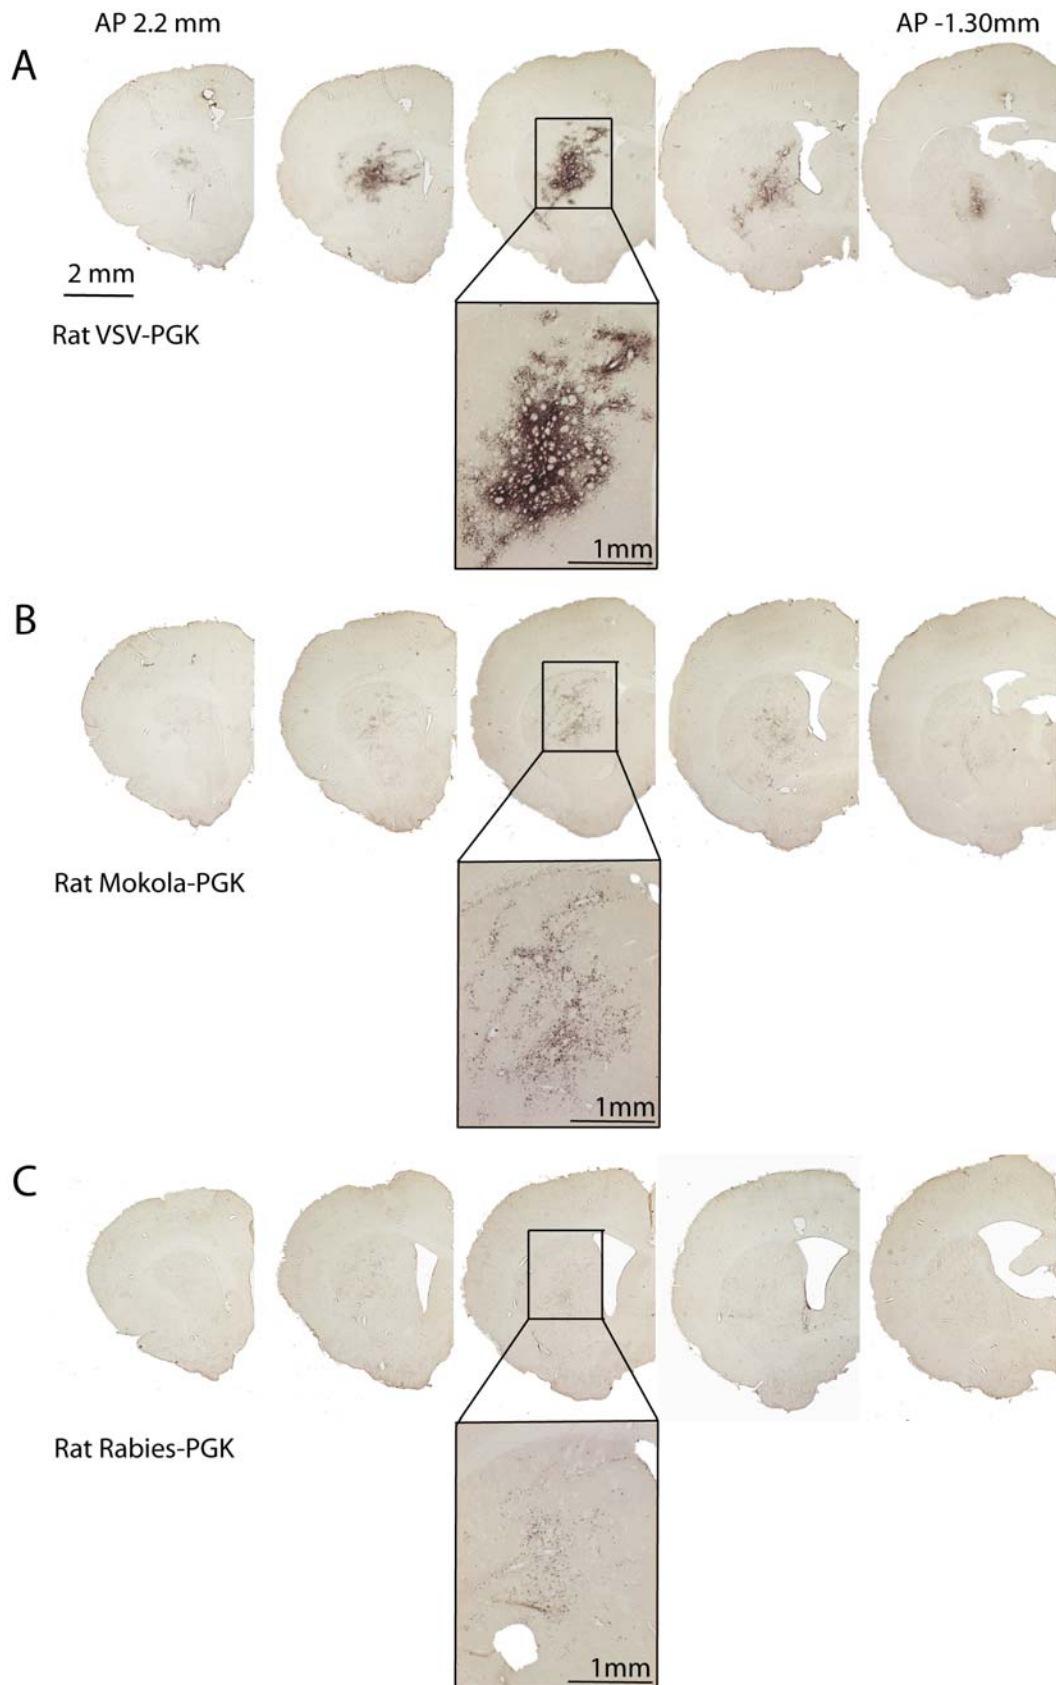 AP 2.2 mm
AP -1.30mm
A
2 mm
Rat VSV-PGK
1mm
B
Rat Mokola-PGK
1mm
C
Rat Rabies-PGK
1mm